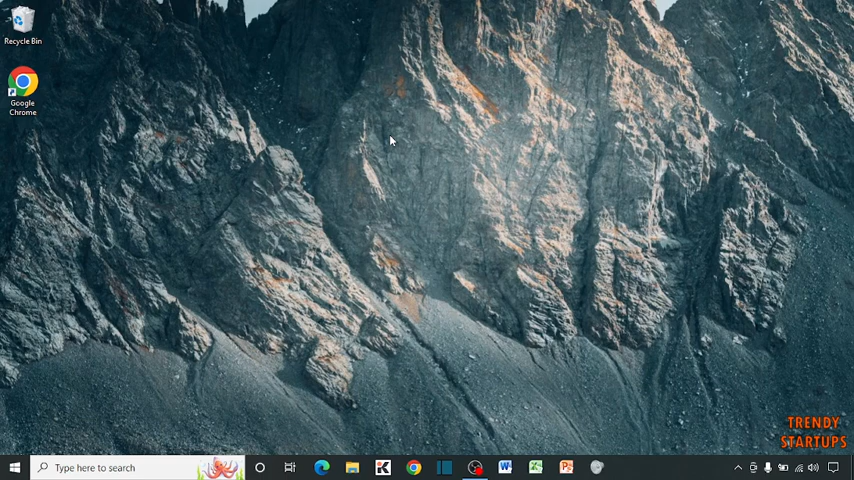 Recycle Bin
Google
Chrome
TRENDY
STARTUPS
Type here to search